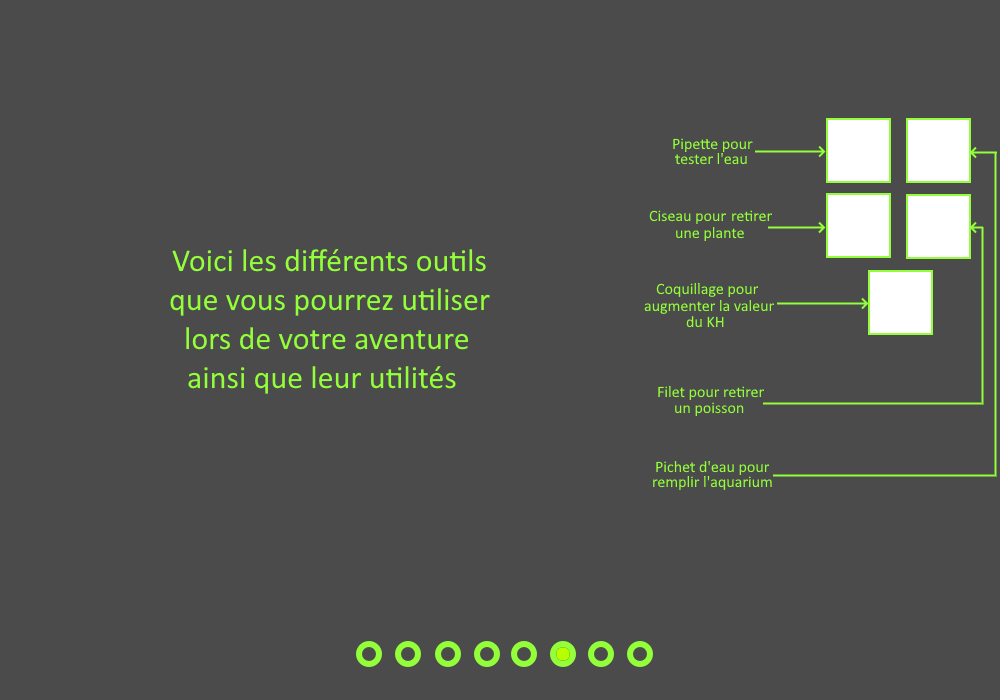 Voici les différents outils
que vous pourrez utiliser
lors de votre aventure
ainsi que leur utilités
Pipette pour
tester l'eau
Ciseau pour retirer
une plante
Coquillage pour
augmenter la valeur
du KH
Filet pour retirer
un poisson
Pichet d'eau pour
remplir l'aquarium